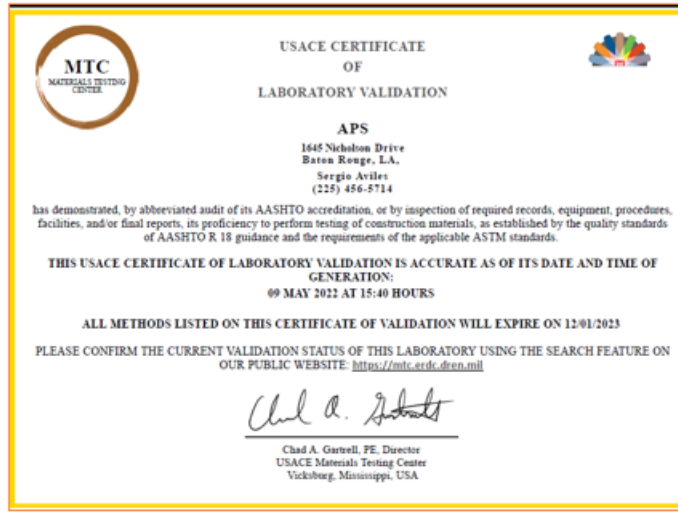 MTC
MATERIALS TESTING
CENTER
USACE CERTIFICATE
OF
LABORATORY VALIDATION
APS
1645 Nicholson Drive
Baton Rouge, LA,
Sergio Aviles
(225) 456-5714
has demonstrated, by abbreviated audit of its AASHTO accreditation, or by inspection of required records, equipment, procedures,
facilities, and/or final reports, its proficiency to perform testing of construction materials, as established by the quality standards
of AASHTO R 18 guidance and the requirements of the applicable ASTM standards.
THIS USACE CERTIFICATE OF LABORATORY VALIDATION IS ACCURATE AS OF ITS DATE AND TIME OF
GENERATION:
09 MAY 2022 AT 15:40 HOURS
ALL METHODS LISTED ON THIS CERTIFICATE OF VALIDATION WILL EXPIRE ON 12/01/2023
PLEASE CONFIRM THE CURRENT VALIDATION STATUS OF THIS LABORATORY USING THE SEARCH FEATURE ON
OUR PUBLIC WEBSITE: https://mtc.erdc.dren.mil
Chad A. Gartrell
Chad A. Gartrell, PE, Director
USACE Materials Testing Center
Vicksburg, Mississippi, USA